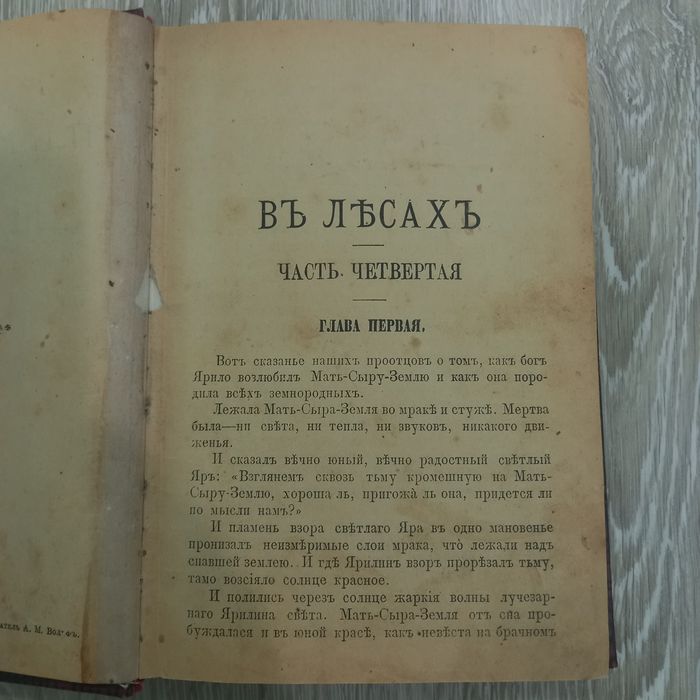 ВЪ ЛѢСАХЪ
ЧАСТЬ ЧЕТВЕРТАЯ
ГЛАВА ПЕРВАЯ.
Вотъ сказанье нашихъ проотцовъ о томъ, какъ богъ
Ярило возлюбилъ Мать-Сыру-Землю и какъ она поро-
дила всѣхъ земнородныхъ.
Лежала Мать-Сыра-Земля во мракѣ и стужѣ. Мертва
была—ни свѣта, ни тепла, ни звуковъ, никакого дви-
женья.
И сказалъ вѣчно юный, вѣчно радостный свѣтлый
Яръ: «Взглянемъ сквозь тьму кромешную на Мать-
Сыру-Землю, хороша ль, пригожа̀ ль она, придется ли
по мысли намъ?»
И пламень взора свѣтлаго Яра въ одно мановенье
пронизалъ неизмѣримые слои мрака, что̀ лежали надъ
спавшей землею. И гдѣ Ярилинъ взоръ прорѣзалъ тьму,
тамо возсіяло солнце красное.
И полились черезъ солнце жаркія волны лучезар-
наго Ярилина свѣта. Мать-Сыра-Земля отъ сна про-
буждалася и въ юной красѣ, какъ невѣста на брачномъ
атель А. М. Вольфъ.